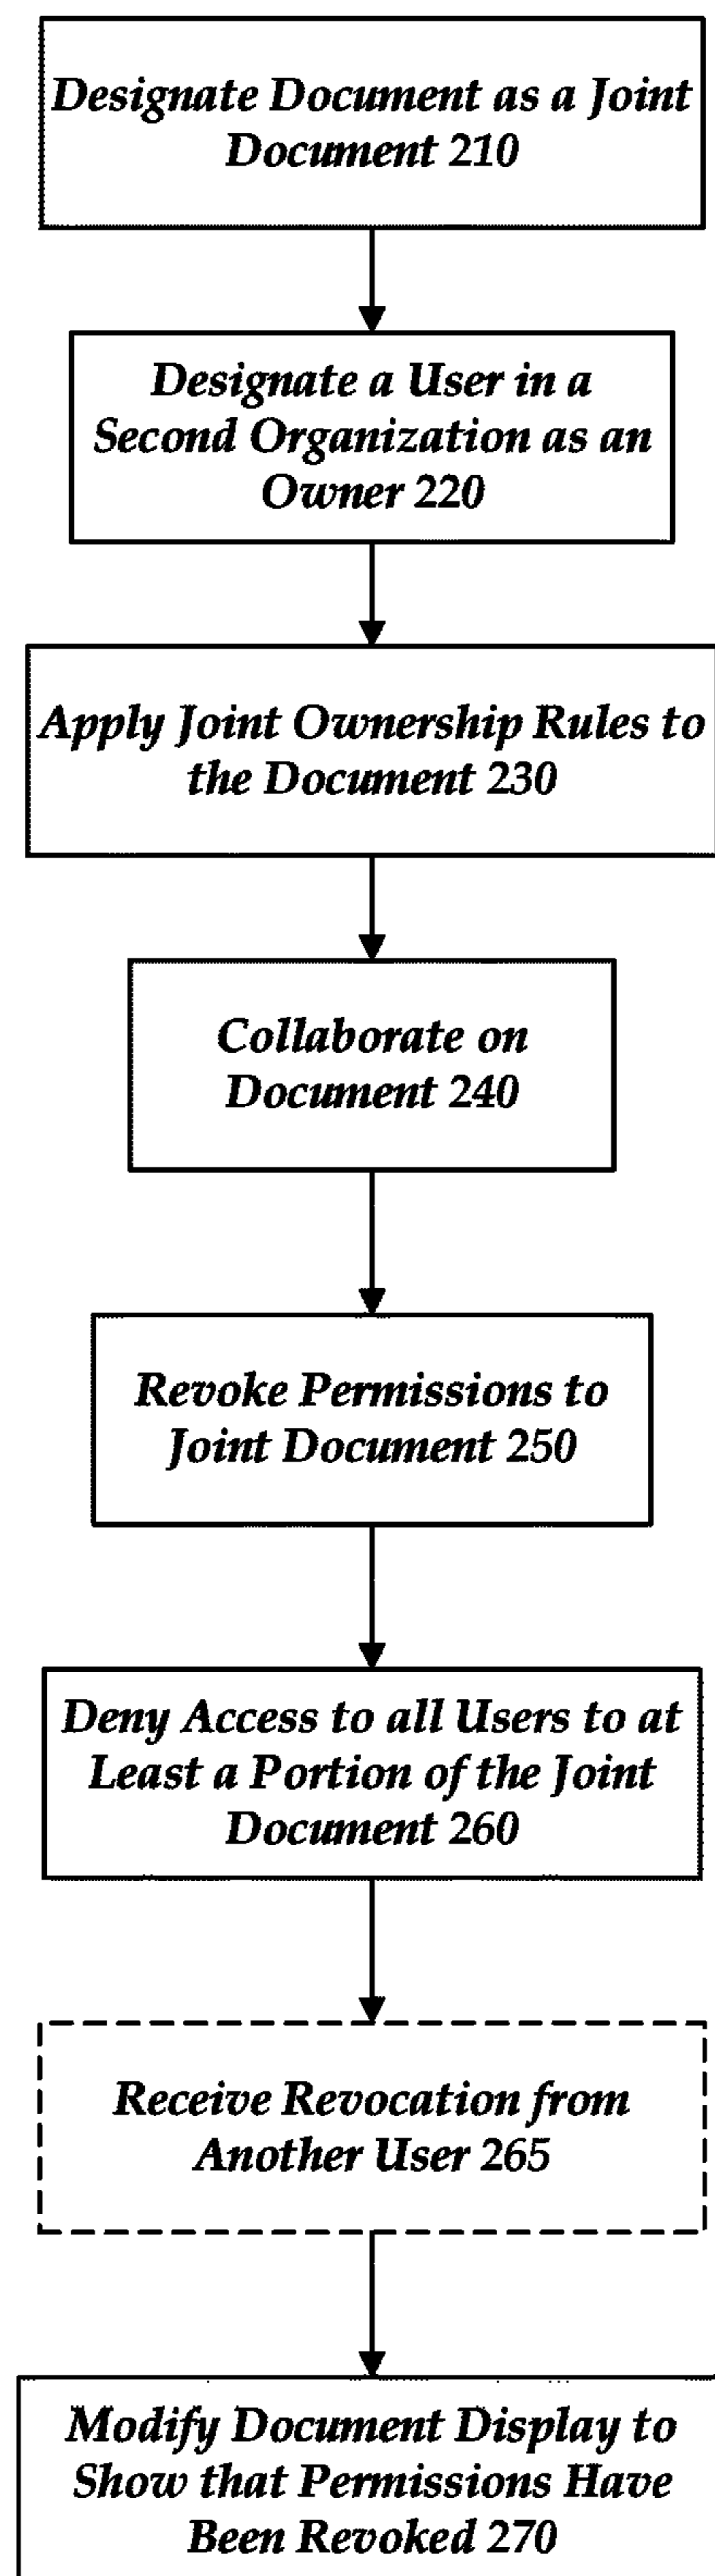 Designate Document as a Joint
Document 210
Designate a User in a
Second Organization as an
Owner 220
Apply Joint Ownership Rules to
the Document 230
Collaborate on
Document 240
Revoke Permissions to
Joint Document 250
Deny Access to all Users to at
Least a Portion of the Joint
Document 260
Receive Revocation from
Another User 265
Modify Document Display to
Show that Permissions Have
Been Revoked 270